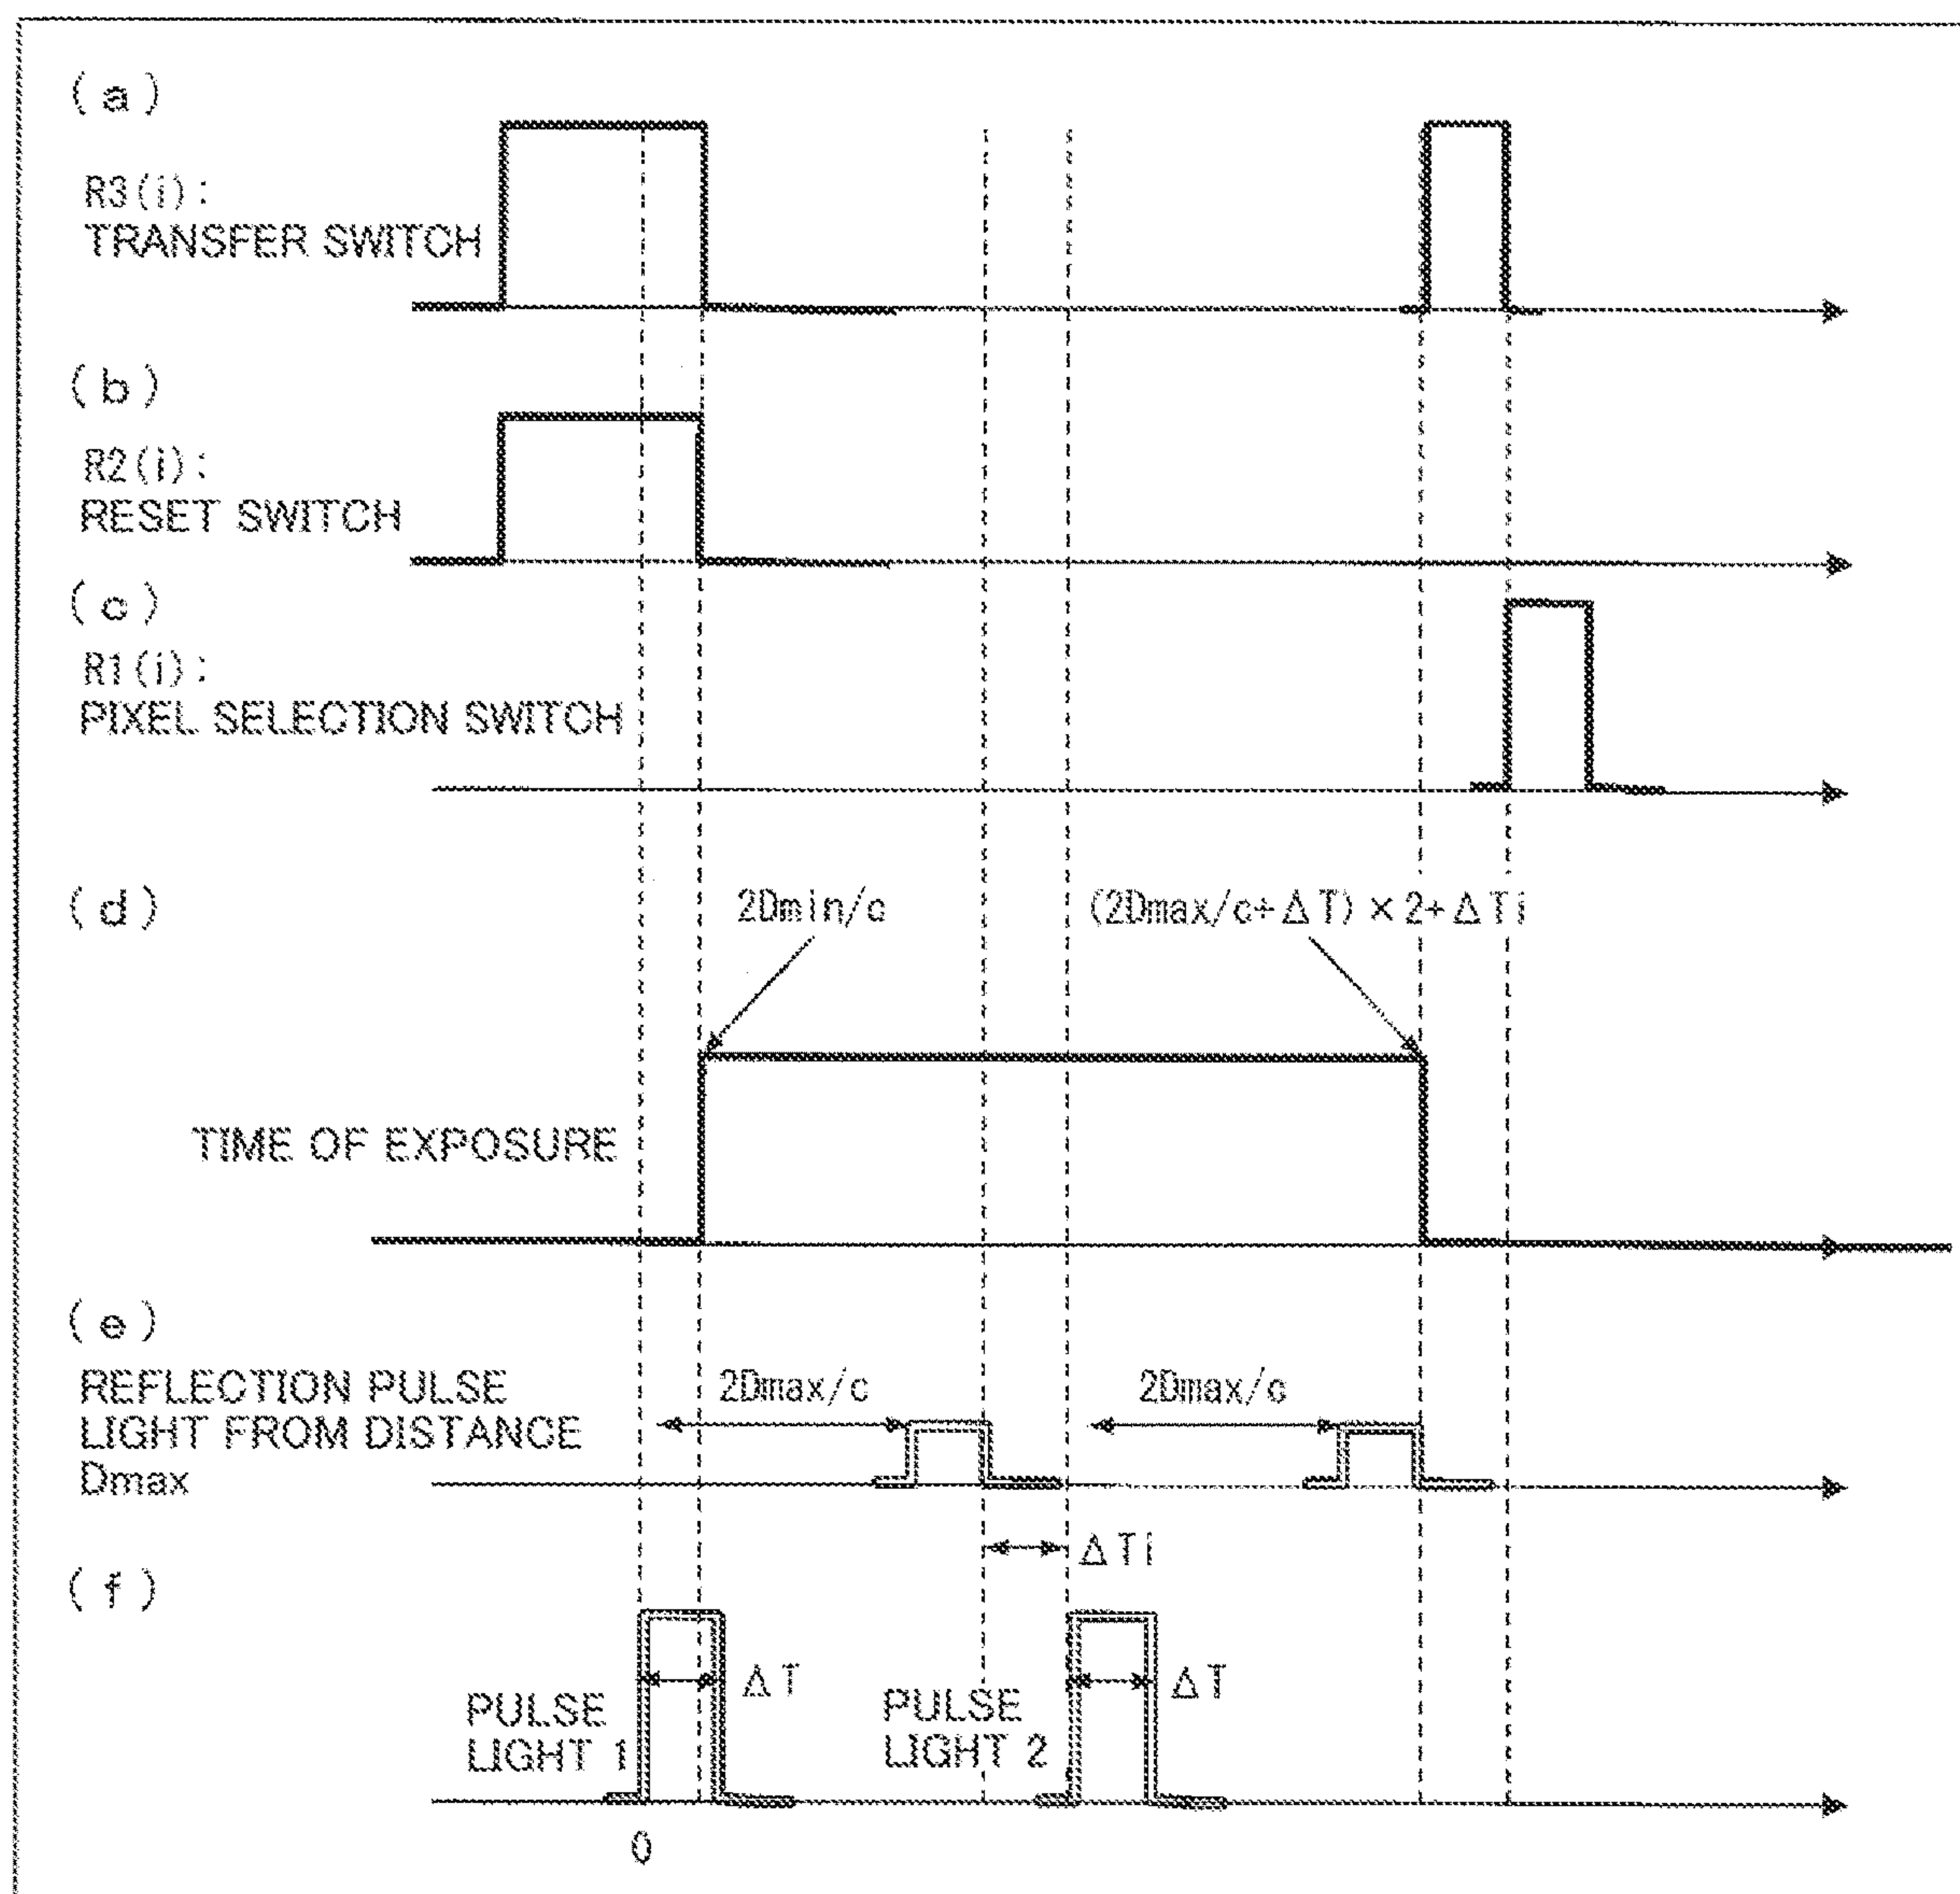 (a)
R3(i):
TRANSFER SWITCH
(b)
R2(i):
RESET SWITCH
(c)
R1(i):
PIXEL SELECTION SWITCH
(d)
2Dmin/c
(2Dmax/c+ΔT)×2+ΔTi
TIME OF EXPOSURE
(e)
REFLECTION PULSE
LIGHT FROM DISTANCE
Dmax
2Dmax/c
2Dmax/c
ΔTi
(f)
PULSE
LIGHT 1
ΔT
PULSE
LIGHT 2
ΔT
0